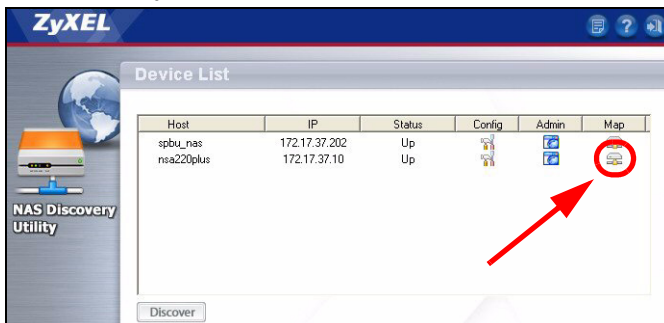 ZyXEL
?
Device List
Host IP Status Config Admin Map
spbu_nas 172.17.37.202 Up
nsa220plus 172.17.37.10 Up
NAS Discovery
Utility
Discover